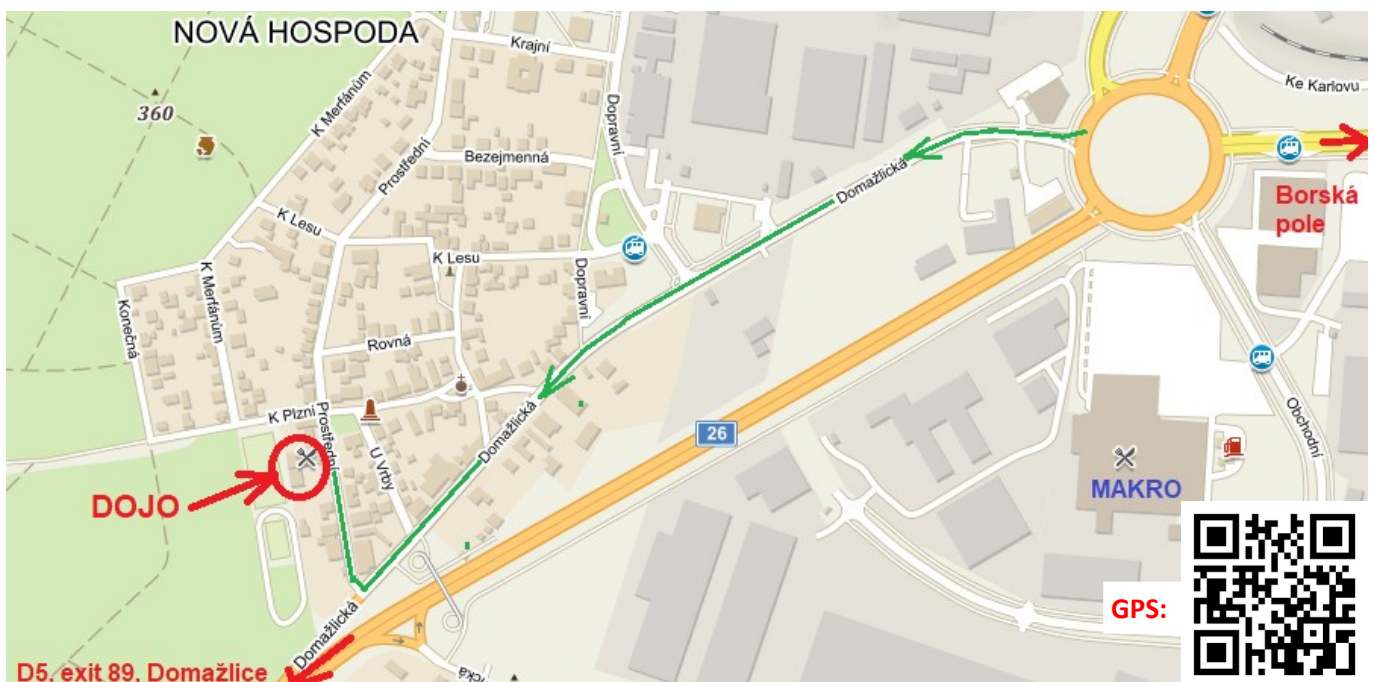 NOVÁ HOSPODA
Krajní
Ke Karlovu
360
K Merfánům
Dopravní
Prostřední
Bezejmenná
Domažlická
Borská
pole
K Lesu
K Lesu
Dopravní
K Merfánům
Konečná
Rovná
Obchodní
K Plzni
Prostřední
Domažlická
26
U Vrby
DOJO
MAKRO
GPS:
Domažlická
D5, exit 89, Domažlice
cká